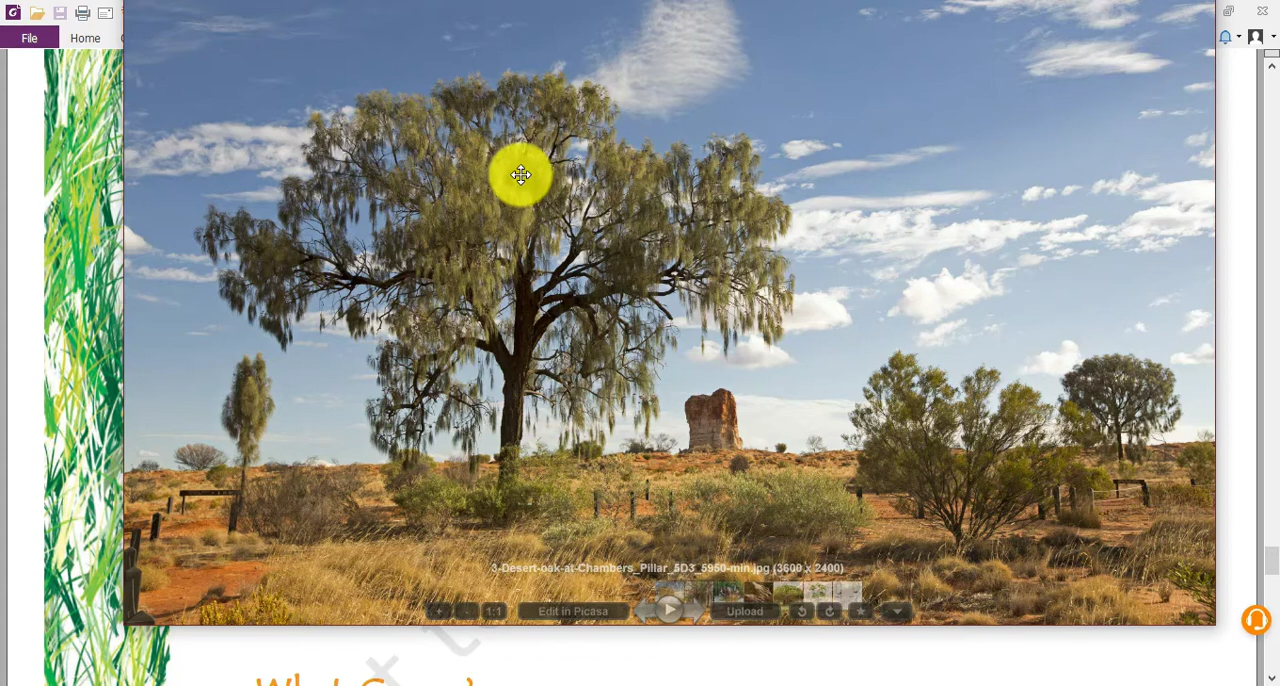 File
Home
3-Desert-oak-at-Chambers_Pillar_5D3_5950-min.jpg (3600 x 2400)
+ - 1:1 Edit in Picasa Upload